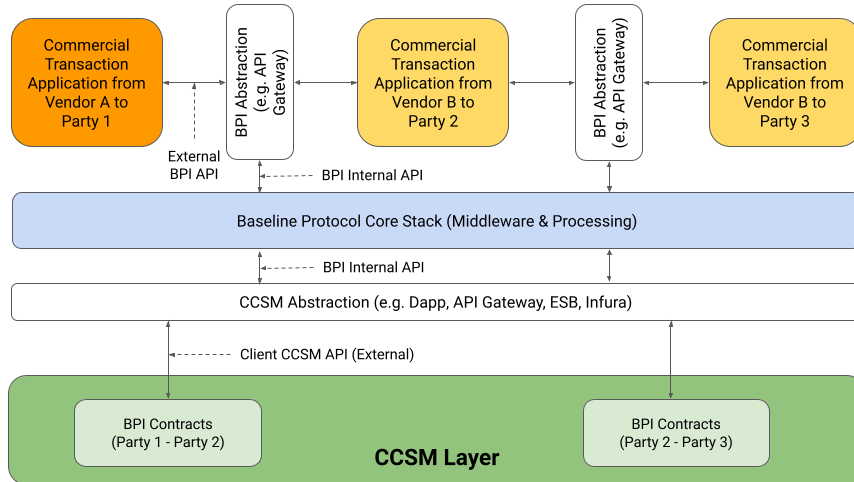 Commercial
Transaction
Application from
Vendor A to
Party 1
BPI Abstraction
(e.g. API
Gateway)
Commercial
Transaction
Application from
Vendor B to
Party 2
BPI Abstraction
(e.g. API Gateway)
Commercial
Transaction
Application from
Vendor B to
Party 3
External
BPI API
BPI Internal API
Baseline Protocol Core Stack (Middleware & Processing)
BPI Internal API
CCSM Abstraction (e.g. Dapp, API Gateway, ESB, Infura)
Client CCSM API (External)
BPI Contracts
(Party 1 - Party 2)
BPI Contracts
(Party 2 - Party 3)
CCSM Layer